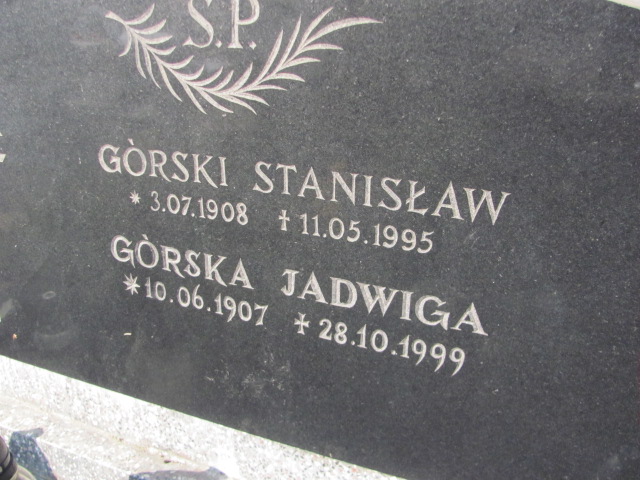 Ś.P.
GÒRSKI STANISŁAW
* 3.07.1908 ✝ 11.05.1995
GÒRSKA JADWIGA
* 10.06.1907 ✝ 28.10.1999